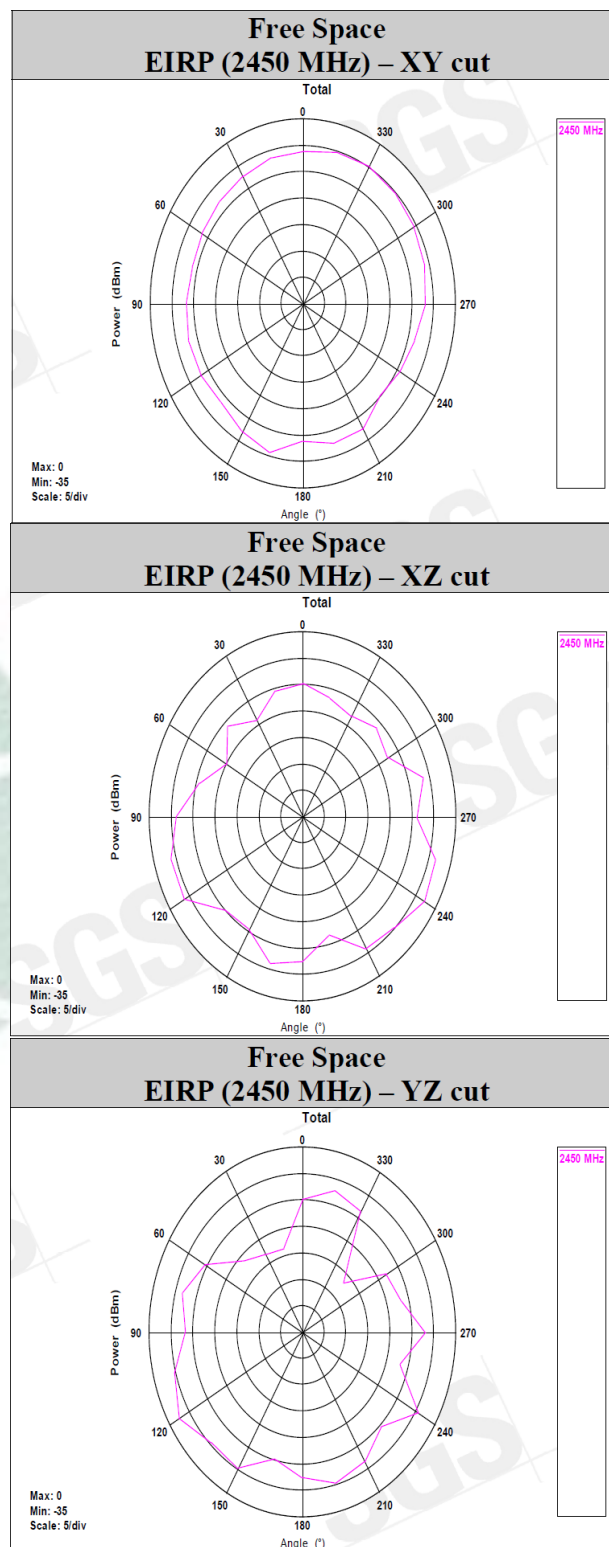 Free Space
EIRP (2450 MHz) – XY cut
Total
0
30
330
2450 MHz
60
300
Power (dBm)
90
270
120
240
150
210
180
Max: 0
Min: -35
Scale: 5/div
Angle (°)
SGS
Free Space
EIRP (2450 MHz) – XZ cut
Total
0
30
330
2450 MHz
60
300
Power (dBm)
90
270
120
240
150
210
180
Max: 0
Min: -35
Scale: 5/div
Angle (°)
SGS
SGS
Free Space
EIRP (2450 MHz) – YZ cut
Total
0
30
330
2450 MHz
60
300
Power (dBm)
90
270
120
240
150
210
180
Max: 0
Min: -35
Scale: 5/div
Angle (°)
SGS